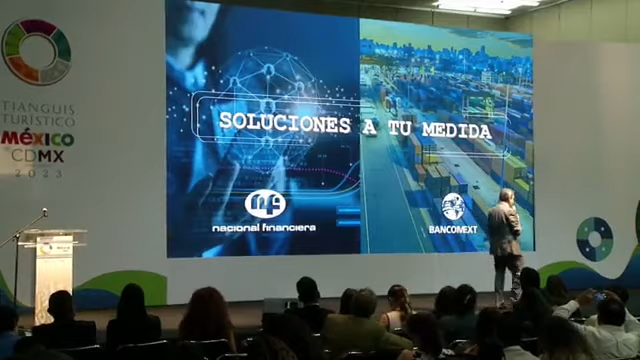 TIANGUIS
TURÍSTICO
MÉXICO
CDMX
2023
SOLUCIONES A TU MEDIDA
nacional financiera
BANCOMEXT